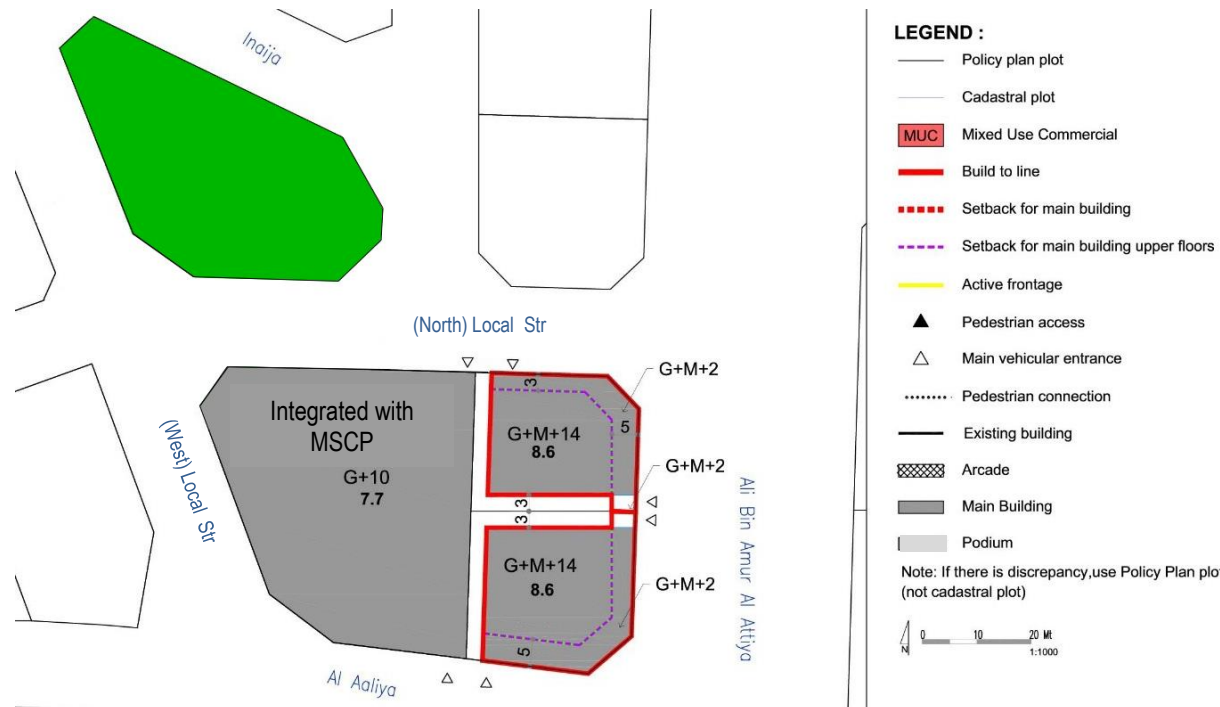 Inaija
(North) Local Str
(West) Local Str
Integrated with
MSCP
G+10
7.7
3
G+M+2
5
G+M+14
8.6
G+M+2
3
3
G+M+14
8.6
G+M+2
5
Ali Bin Amur Al Attiya
Al Aaliya
LEGEND :
Policy plan plot
Cadastral plot
MUC Mixed Use Commercial
Build to line
Setback for main building
Setback for main building upper floors
Active frontage
Pedestrian access
Main vehicular entrance
Pedestrian connection
Existing building
Arcade
Main Building
Podium
Note: If there is discrepancy,use Policy Plan plo
(not cadastral plot)
N
0 10 20 Mt
1:1000